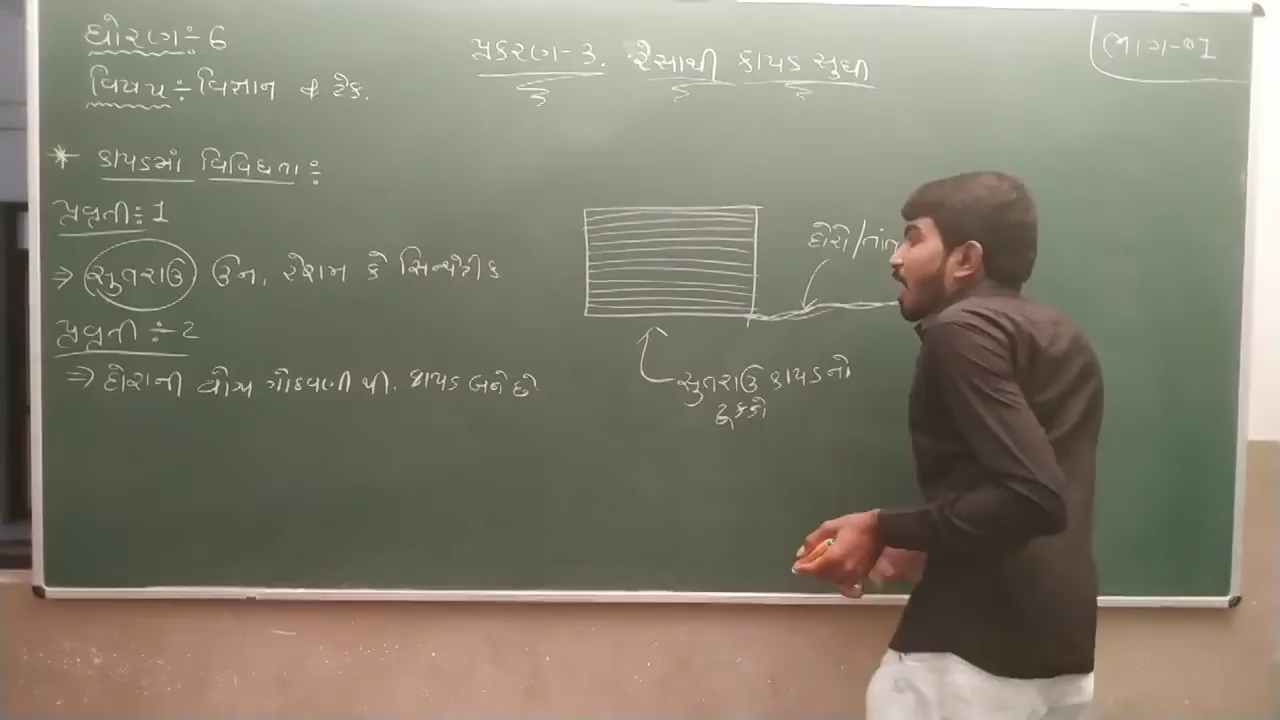 ધોરણ÷6
પ્રકરણ-3. રેસાથી કાપડ સુધી
ભાગ-01
વિષય÷વિજ્ઞાન & ટેક.
* કાપડમાં વિવિધતા÷
પ્રવૃતી÷1
⇒ સુતરાઉ ઉન, રેશમ કે સિન્થેટીક
દોરો/તાંત
પ્રવૃતી÷2
⇒ દોરાની યોગ્ય ગોઠવણી થી. કાપડ બને છે.
સુતરાઉ કાપડનો
ટૂકડો